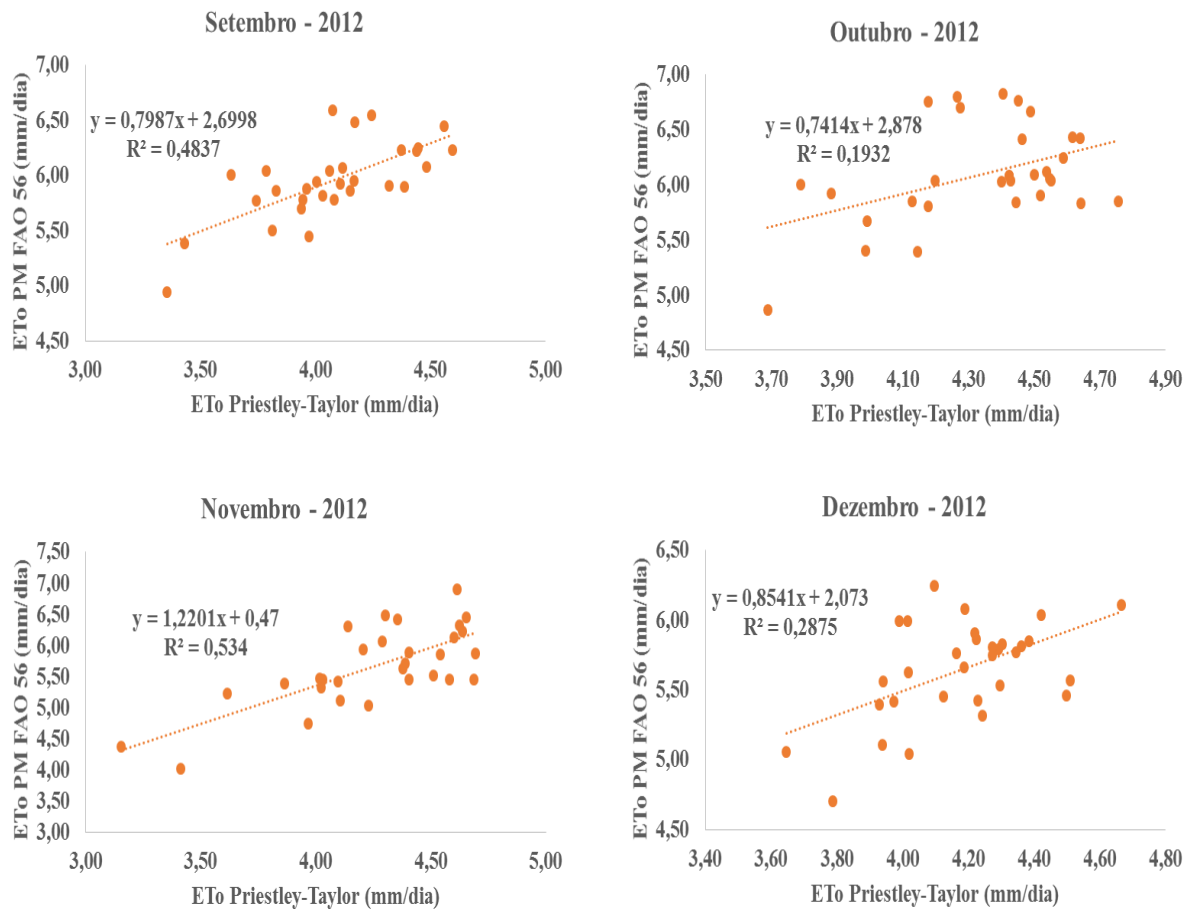 Setembro - 2012
ETo PM FAO 56 (mm/dia)
7,00
6,50
6,00
5,50
5,00
4,50
y = 0,7987x + 2,6998
R² = 0,4837
3,00 3,50 4,00 4,50 5,00
ETo Priestley-Taylor (mm/dia)
Outubro - 2012
ETo PM FAO 56 (mm/dia)
7,00
6,50
6,00
5,50
5,00
4,50
y = 0,7414x + 2,878
R² = 0,1932
3,50 3,70 3,90 4,10 4,30 4,50 4,70 4,90
ETo Priestley-Taylor (mm/dia)
Novembro - 2012
ETo PM FAO 56 (mm/dia)
7,50
7,00
6,50
6,00
5,50
5,00
4,50
4,00
3,50
3,00
y = 1,2201x + 0,47
R² = 0,534
3,00 3,50 4,00 4,50 5,00
ETo Priestley-Taylor (mm/dia)
Dezembro - 2012
ETo PM FAO 56 (mm/dia)
6,50
6,00
5,50
5,00
4,50
y = 0,8541x + 2,073
R² = 0,2875
3,40 3,60 3,80 4,00 4,20 4,40 4,60 4,80
ETo Priestley-Taylor (mm/dia)